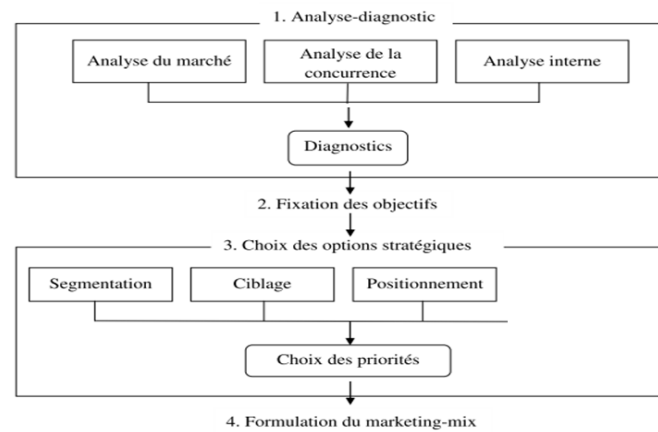 1. Analyse-diagnostic
Analyse du marché
Analyse de la
concurrence
Analyse interne
Diagnostics
2. Fixation des objectifs
3. Choix des options stratégiques
Segmentation
Ciblage
Positionnement
Choix des priorités
4. Formulation du marketing-mix